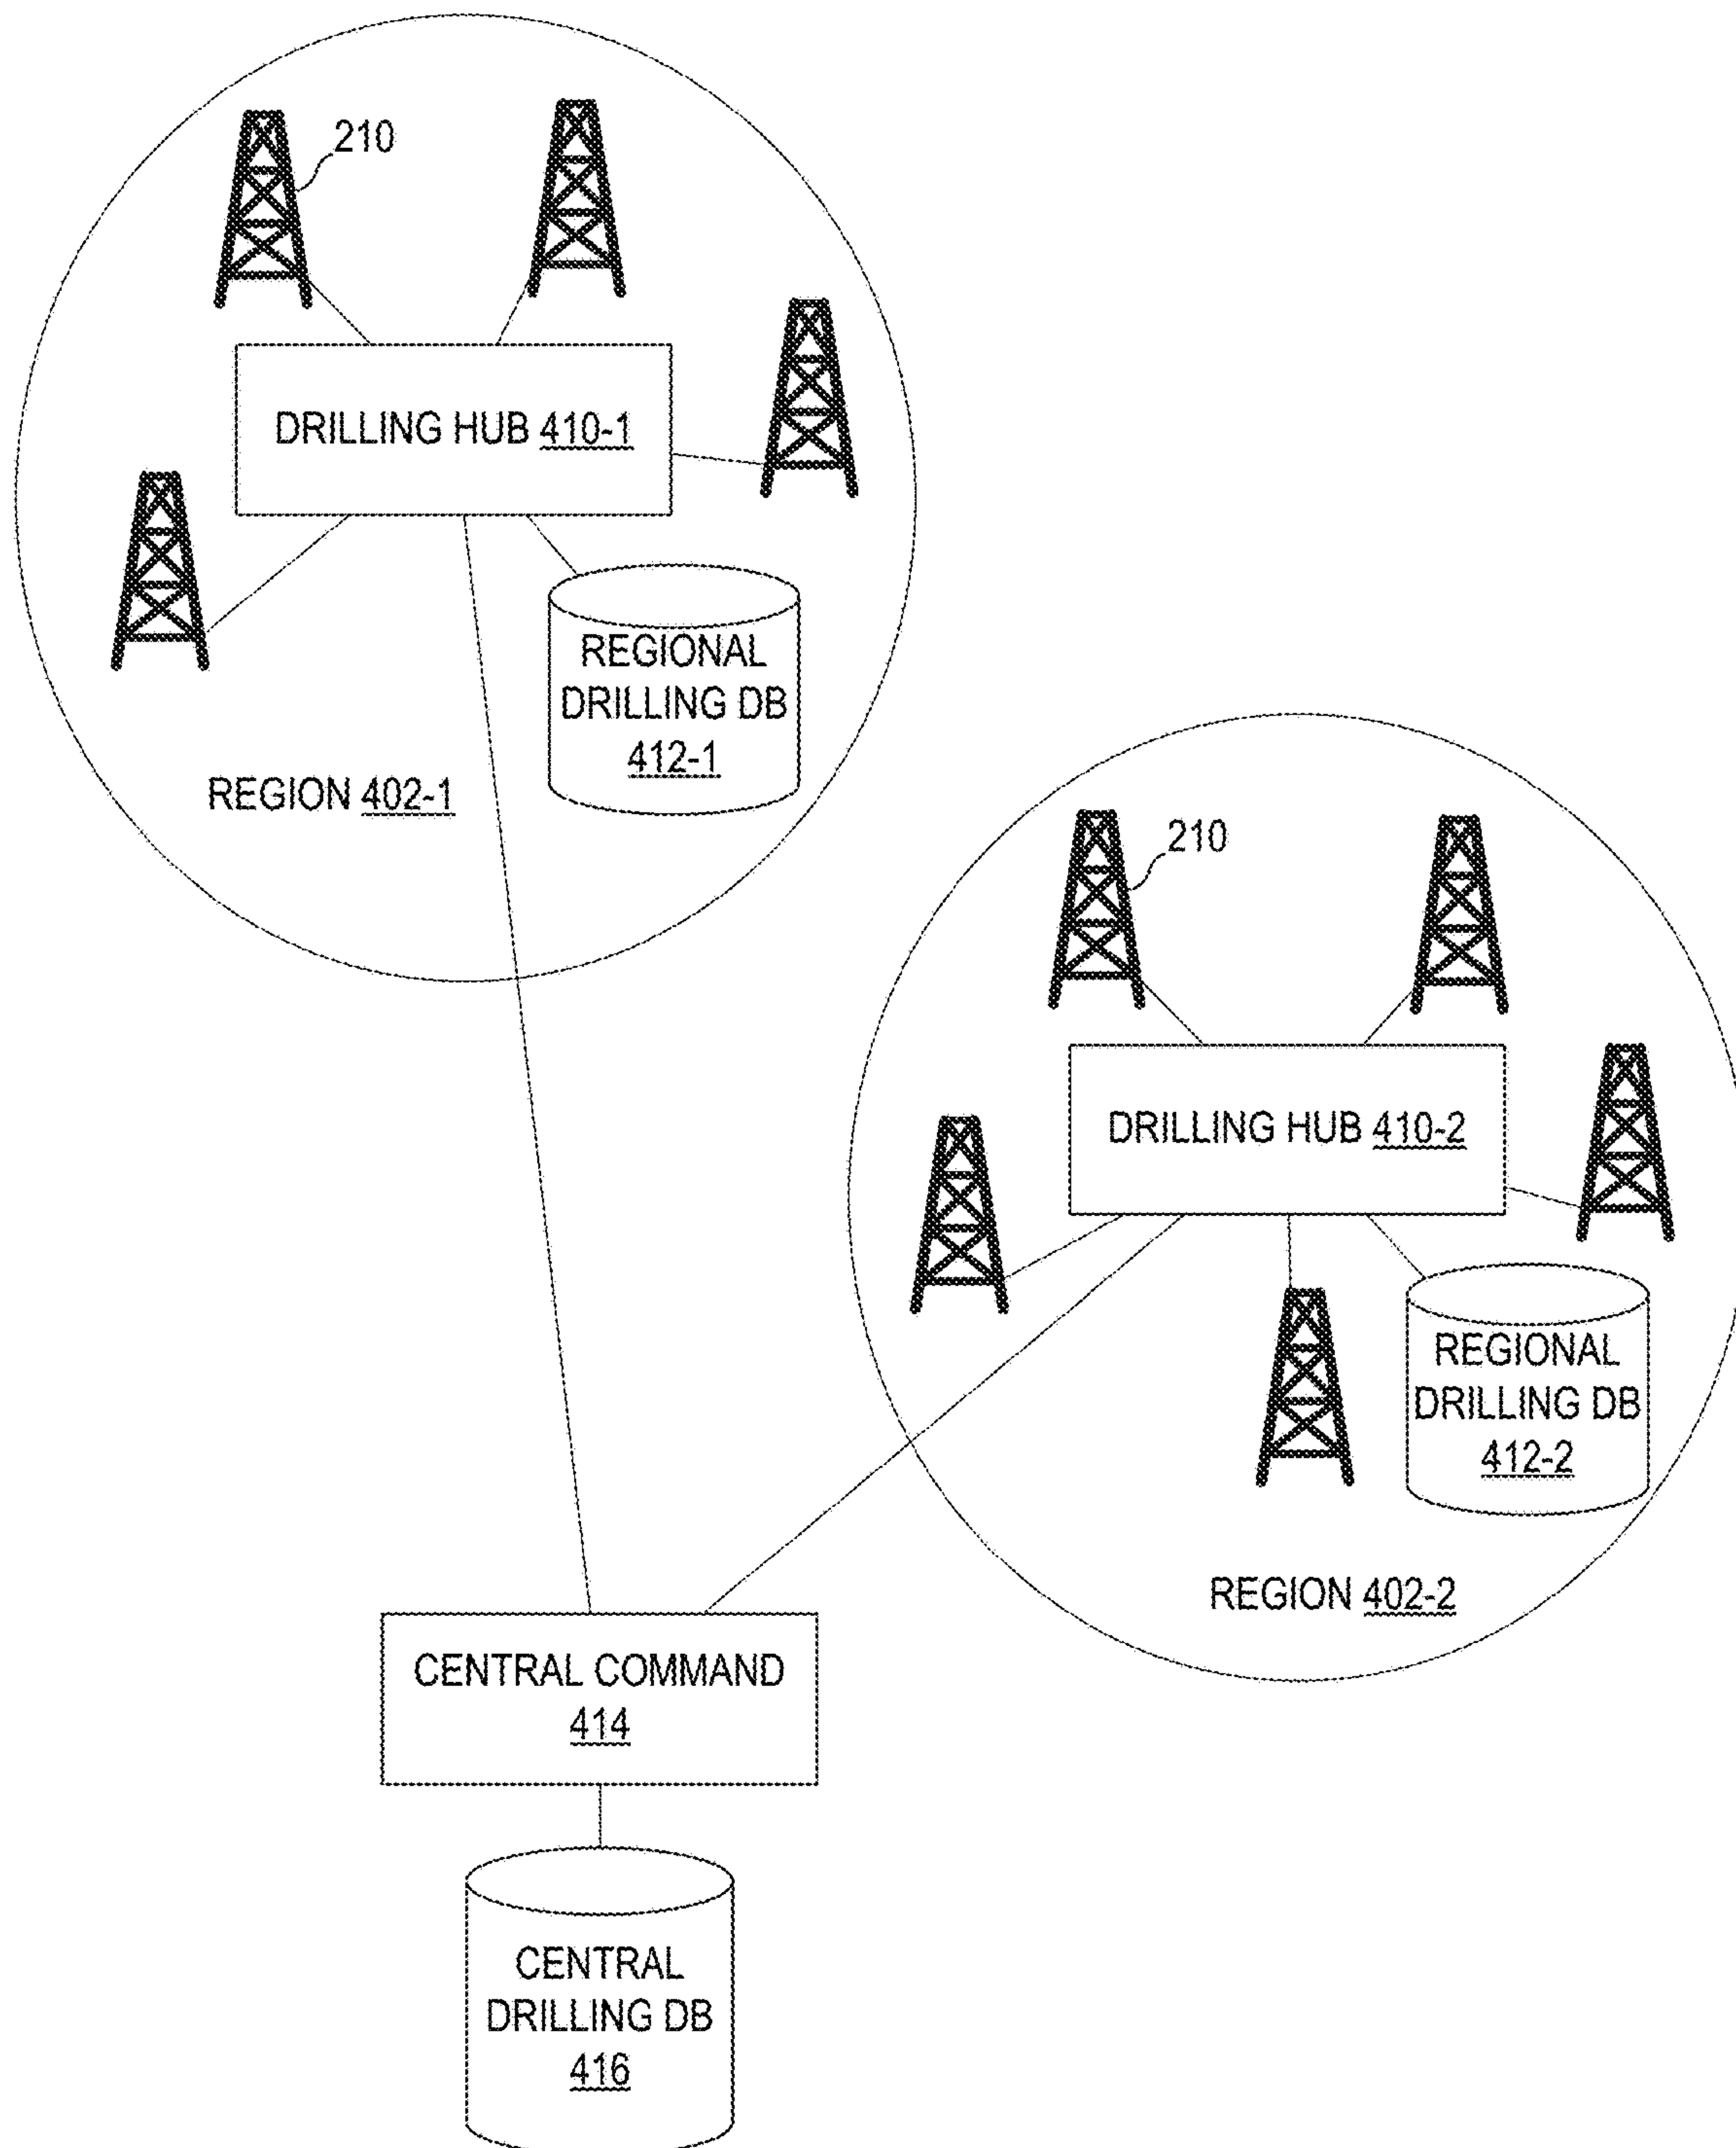 210
DRILLING HUB 410-1
REGIONAL
DRILLING DB
412-1
REGION 402-1
210
DRILLING HUB 410-2
REGIONAL
DRILLING DB
412-2
REGION 402-2
CENTRAL COMMAND
414
CENTRAL
DRILLING DB
416